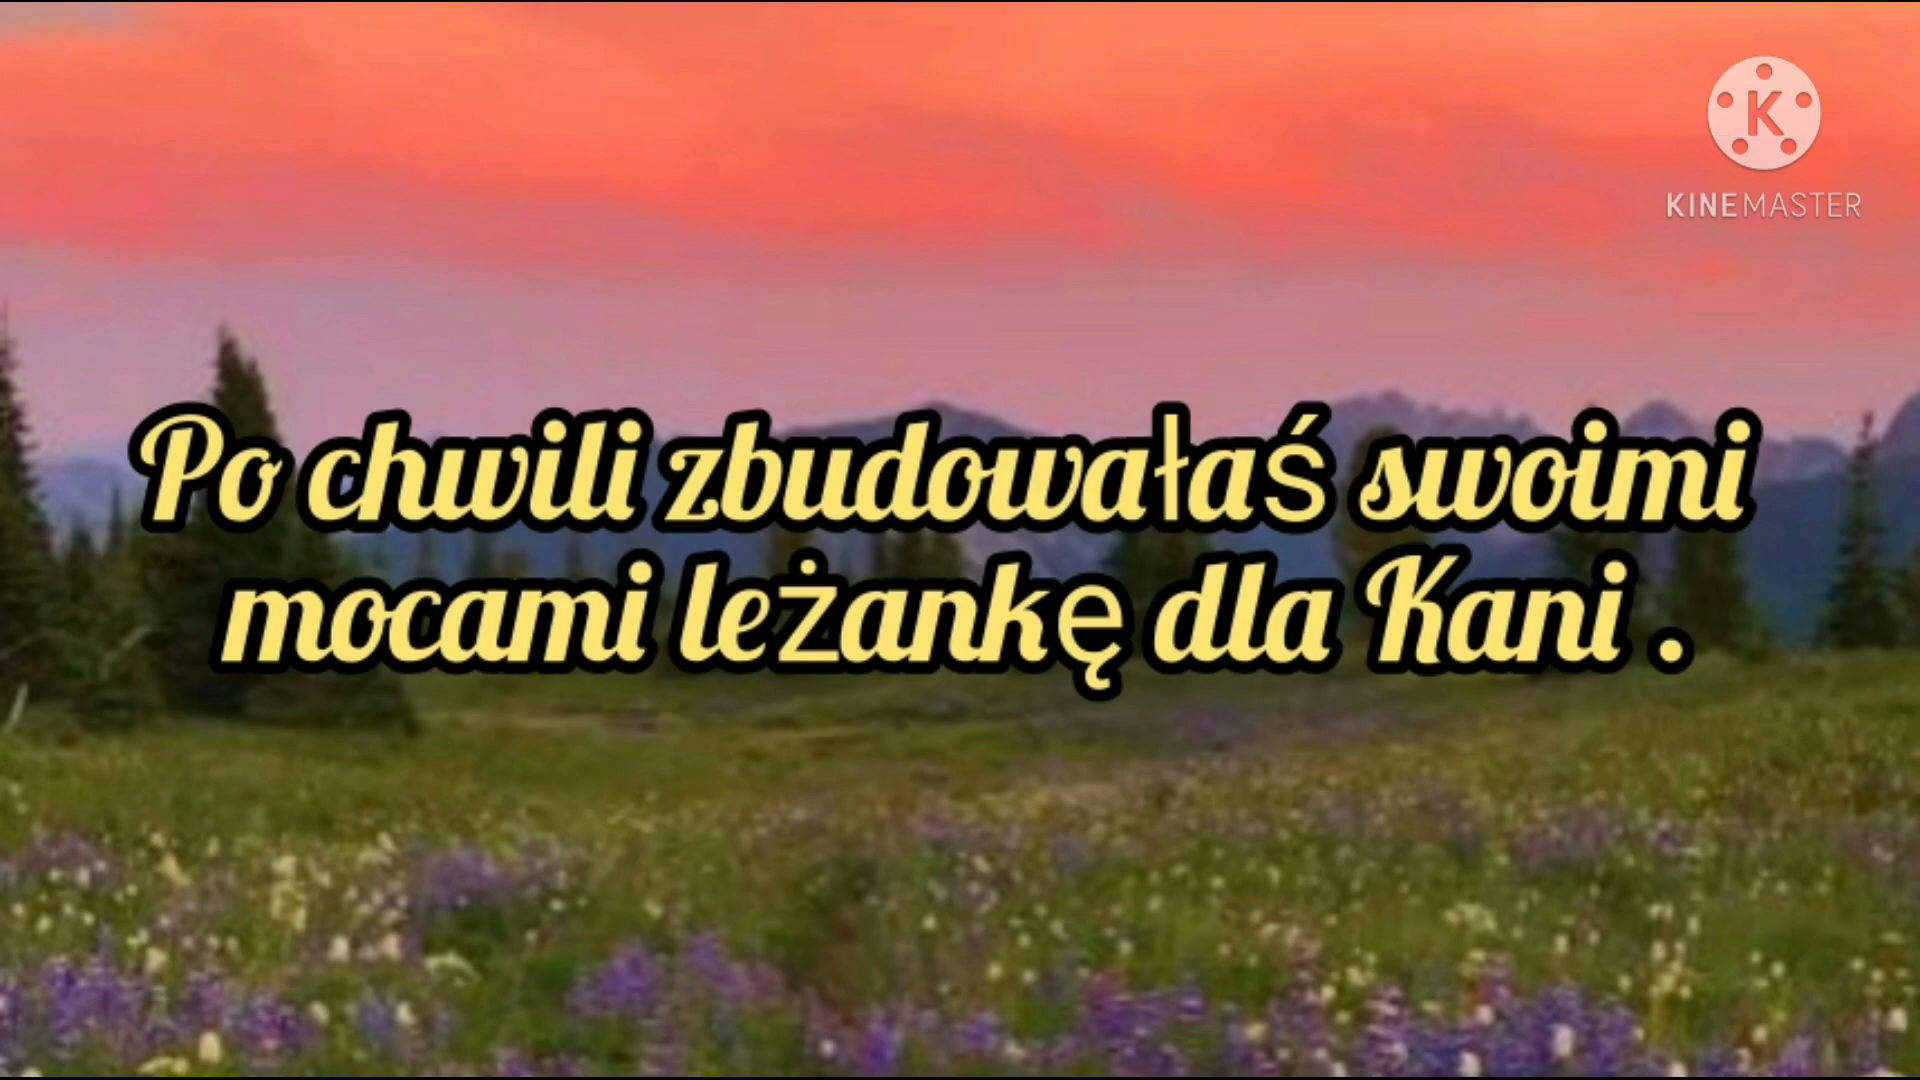 K
KINEMASTER
Po chwili zbudowałaś swoimi
mocami leżankę dla Kani .